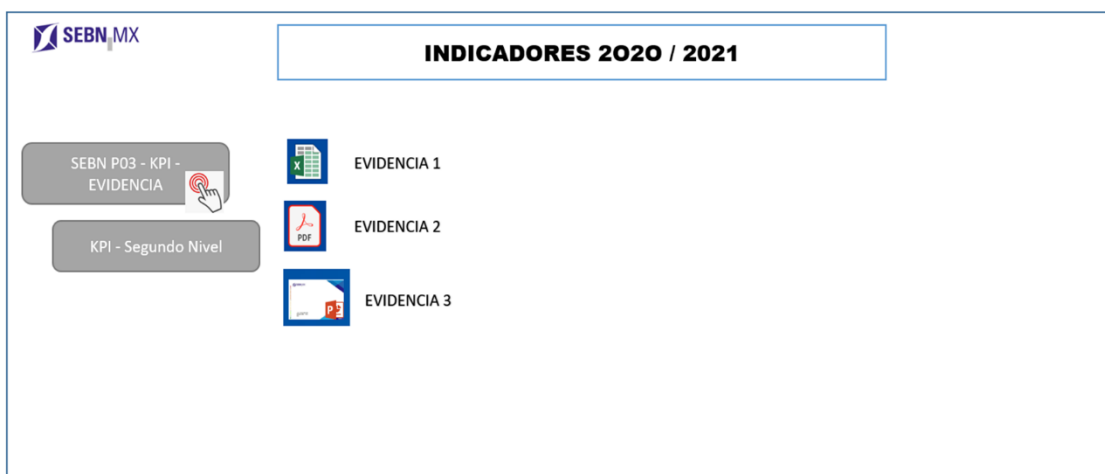 SEBN MX
INDICADORES 2O2O / 2021
SEBN P03 - KPI -
EVIDENCIA
KPI - Segundo Nivel
X
EVIDENCIA 1
PDF
EVIDENCIA 2
P
EVIDENCIA 3